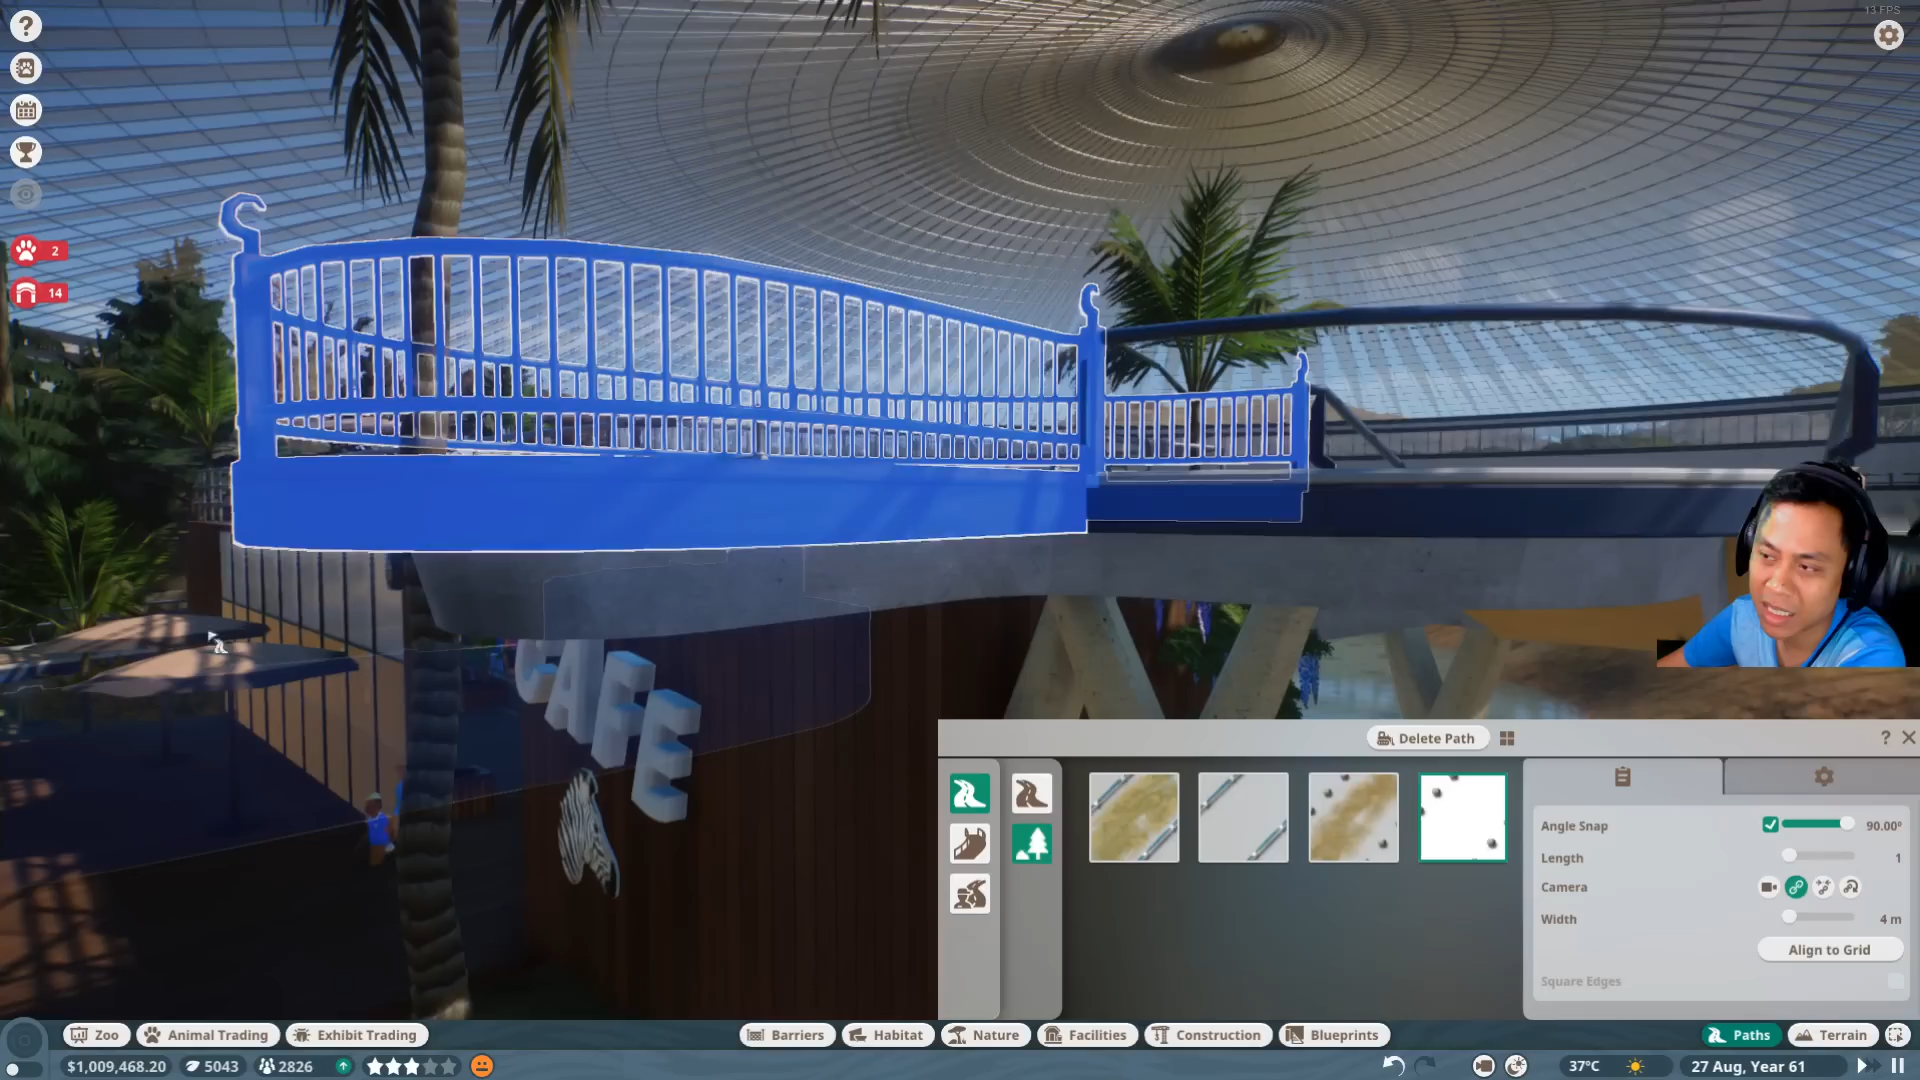 13 FPS
?
2
14
CAFE
Delete Path
?
Angle Snap 90.00°
Length 1
Camera
Width 4 m
Align to Grid
Square Edges
Zoo
Animal Trading
Exhibit Trading
Barriers
Habitat
Nature
Facilities
Construction
Blueprints
Paths
Terrain
$1,009,468.20
5043
2826
37°C
27 Aug, Year 61